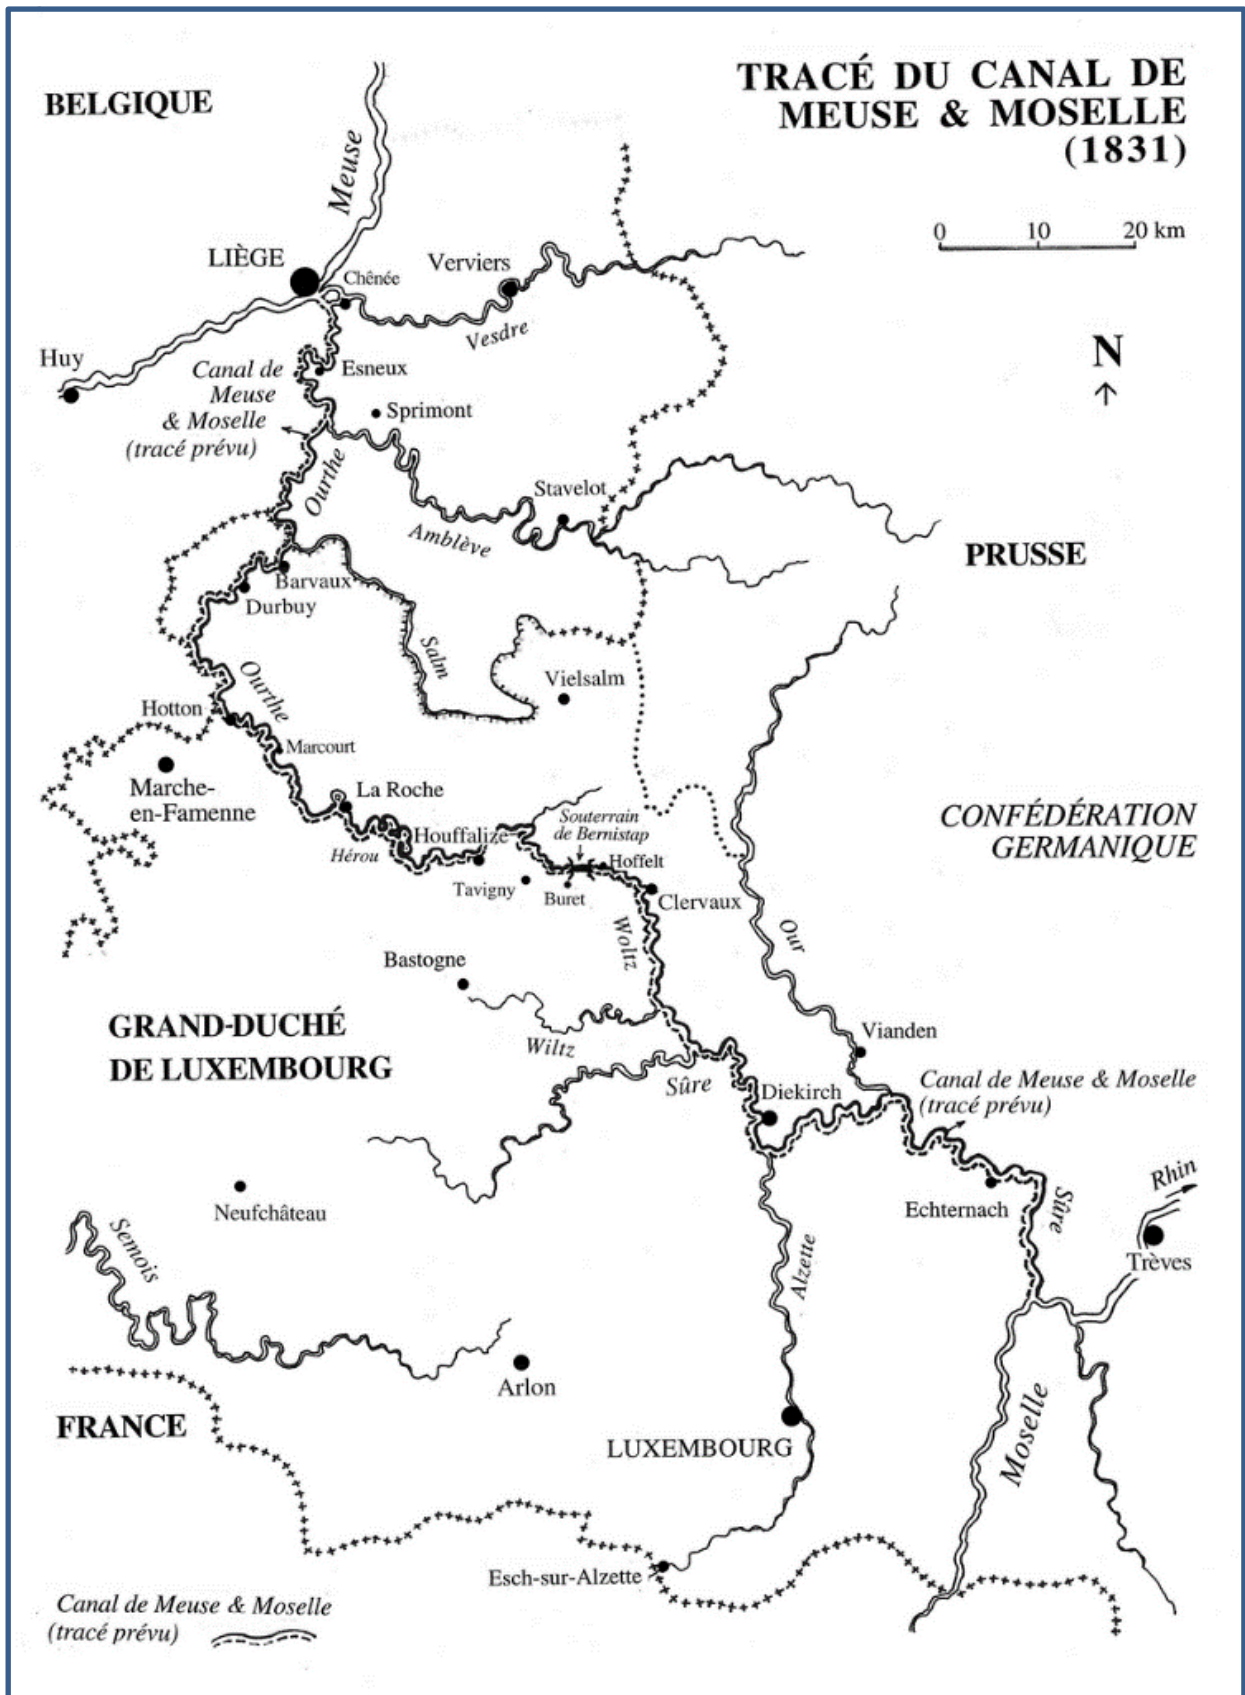 BELGIQUE
TRACÉ DU CANAL DE
MEUSE & MOSELLE
(1831)
Meuse
0 10 20 km
LIÈGE
Chênée
Verviers
Vesdre
Huy
N
Canal de
Meuse
& Moselle
(tracé prévu)
Esneux
Sprimont
Ourthe
Stavelot
Amblève
PRUSSE
Barvaux
Durbuy
Salm
Vielsalm
Ourthe
Hotton
Marcourt
Marche-
en-Famenne
La Roche
Souterrain
de Bernistap
Houffalize
Hérou
Hoffelt
Tavigny
Buret
Clervaux
CONFÉDÉRATION
GERMANIQUE
Woltz
Our
Bastogne
GRAND-DUCHÉ
DE LUXEMBOURG
Wiltz
Vianden
Sûre
Diekirch
Canal de Meuse & Moselle
(tracé prévu)
Rhin
Neufchâteau
Echternach
Sûre
Trèves
Semois
Alzette
Arlon
FRANCE
LUXEMBOURG
Moselle
Esch-sur-Alzette
Canal de Meuse & Moselle
(tracé prévu)